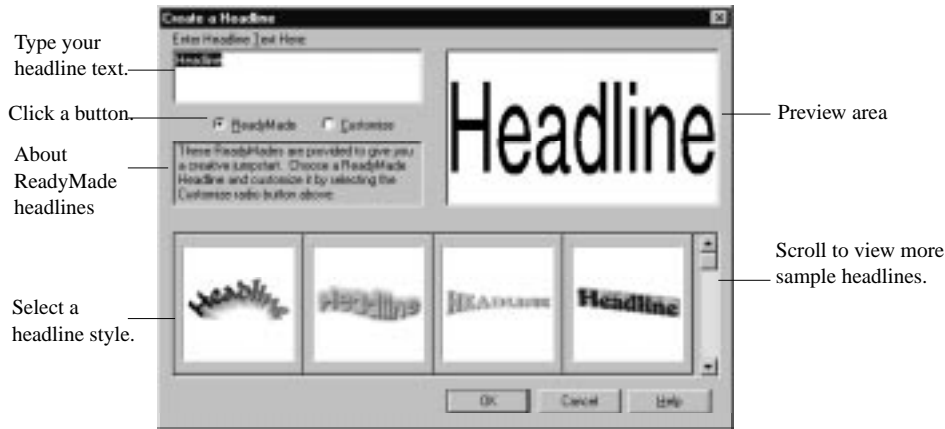 Create a Headline
Enter Headline Text Here
Headline
ReadyMade Customize
These ReadyMades are provided to give you
a creative jumpstart. Choose a ReadyMade
Headline and customize it by selecting the
Customize radio button above.
Headline
Headline
Headline
HEADLINE
Headline
OK Cancel Help
Type your
headline text.
Click a button.
About
ReadyMade
headlines
Select a
headline style.
Preview area
Scroll to view more
sample headlines.